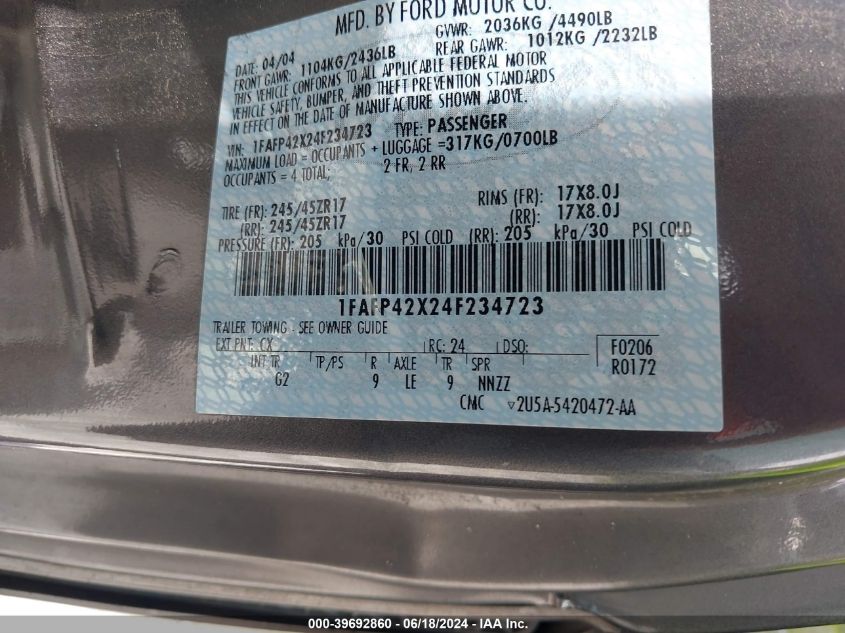 MFD. BY FORD MOTOR CO.
DATE: 04/04 GVWR: 2036KG /4490LB
FRONT GAWR: 1104KG/2436LB REAR GAWR: 1012KG /2232LB
THIS VEHICLE CONFORMS TO ALL APPLICABLE FEDERAL MOTOR
VEHICLE SAFETY, BUMPER, AND THEFT PREVENTION STANDARDS
IN EFFECT ON THE DATE OF MANUFACTURE SHOWN ABOVE.
VIN: 1FAFP42X24F234723 TYPE: PASSENGER
MAXIMUM LOAD = OCCUPANTS + LUGGAGE =317KG/0700LB
OCCUPANTS = 4 TOTAL; 2 FR, 2 RR
TIRE (FR): 245/45ZR17 RIMS (FR): 17X8.0J
(RR): 245/45ZR17 (RR): 17X8.0J
PRESSURE (FR): 205 kPa/30 PSI COLD (RR): 205 kPa/30 PSI COLD
1FAFP42X24F234723
TRAILER TOWING - SEE OWNER GUIDE
EXT PNT: CX RC: 24 DSO: F0206
INT TR TP/PS R AXLE TR SPR R0172
G2 9 LE 9 NNZZ
CMC ▿2U5A-5420472-AA
000-39692860 - 06/18/2024 - IAA Inc.